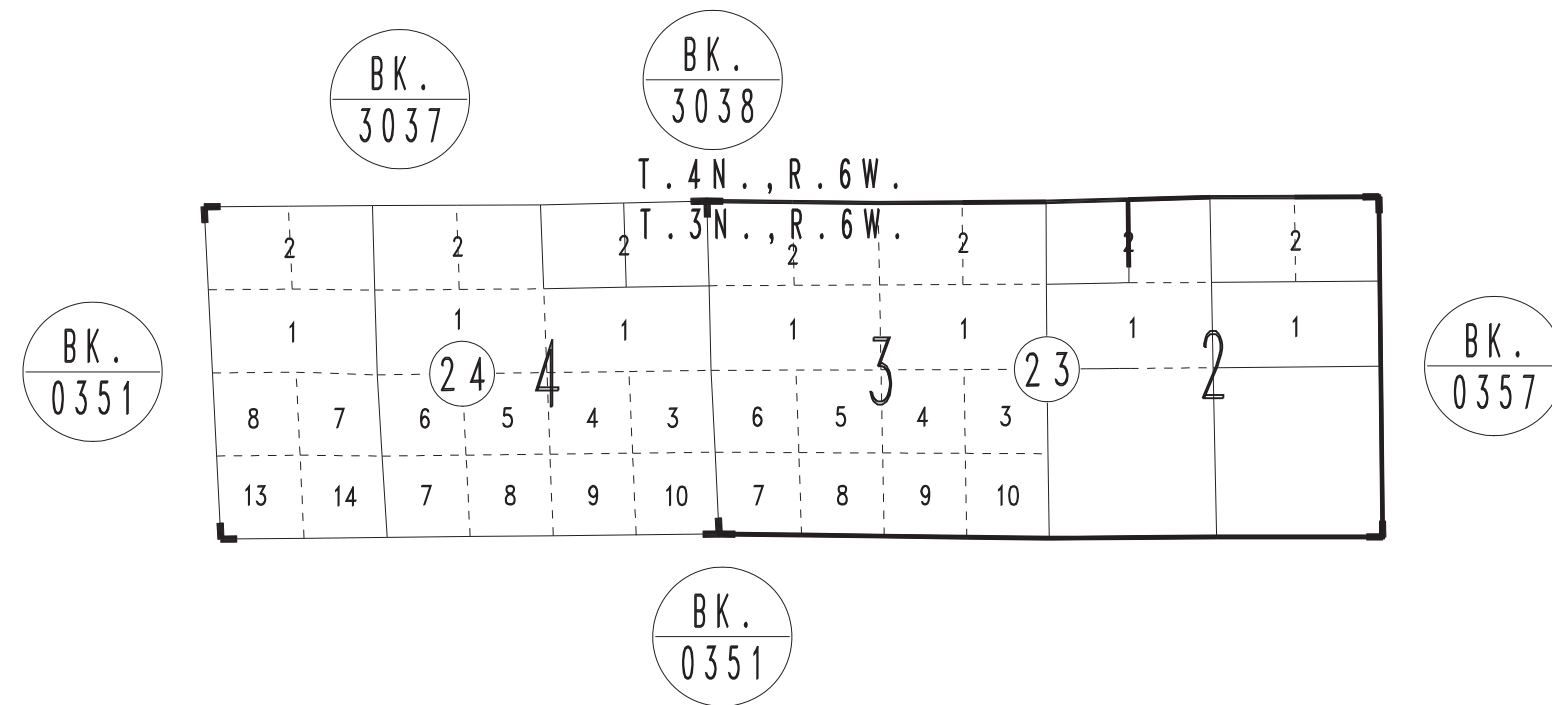 BK.
3037
BK.
3038
T.4N.,R.6W.
T.3N.,R.6W.
2 2 2 2 2 2 2
1 1 1 1 1 1 1
BK.
0351
24 4 3 23 2
BK.
0357
8 7 6 5 4 3 6 5 4 3
13 14 7 8 9 10 7 8 9 10
BK.
0351